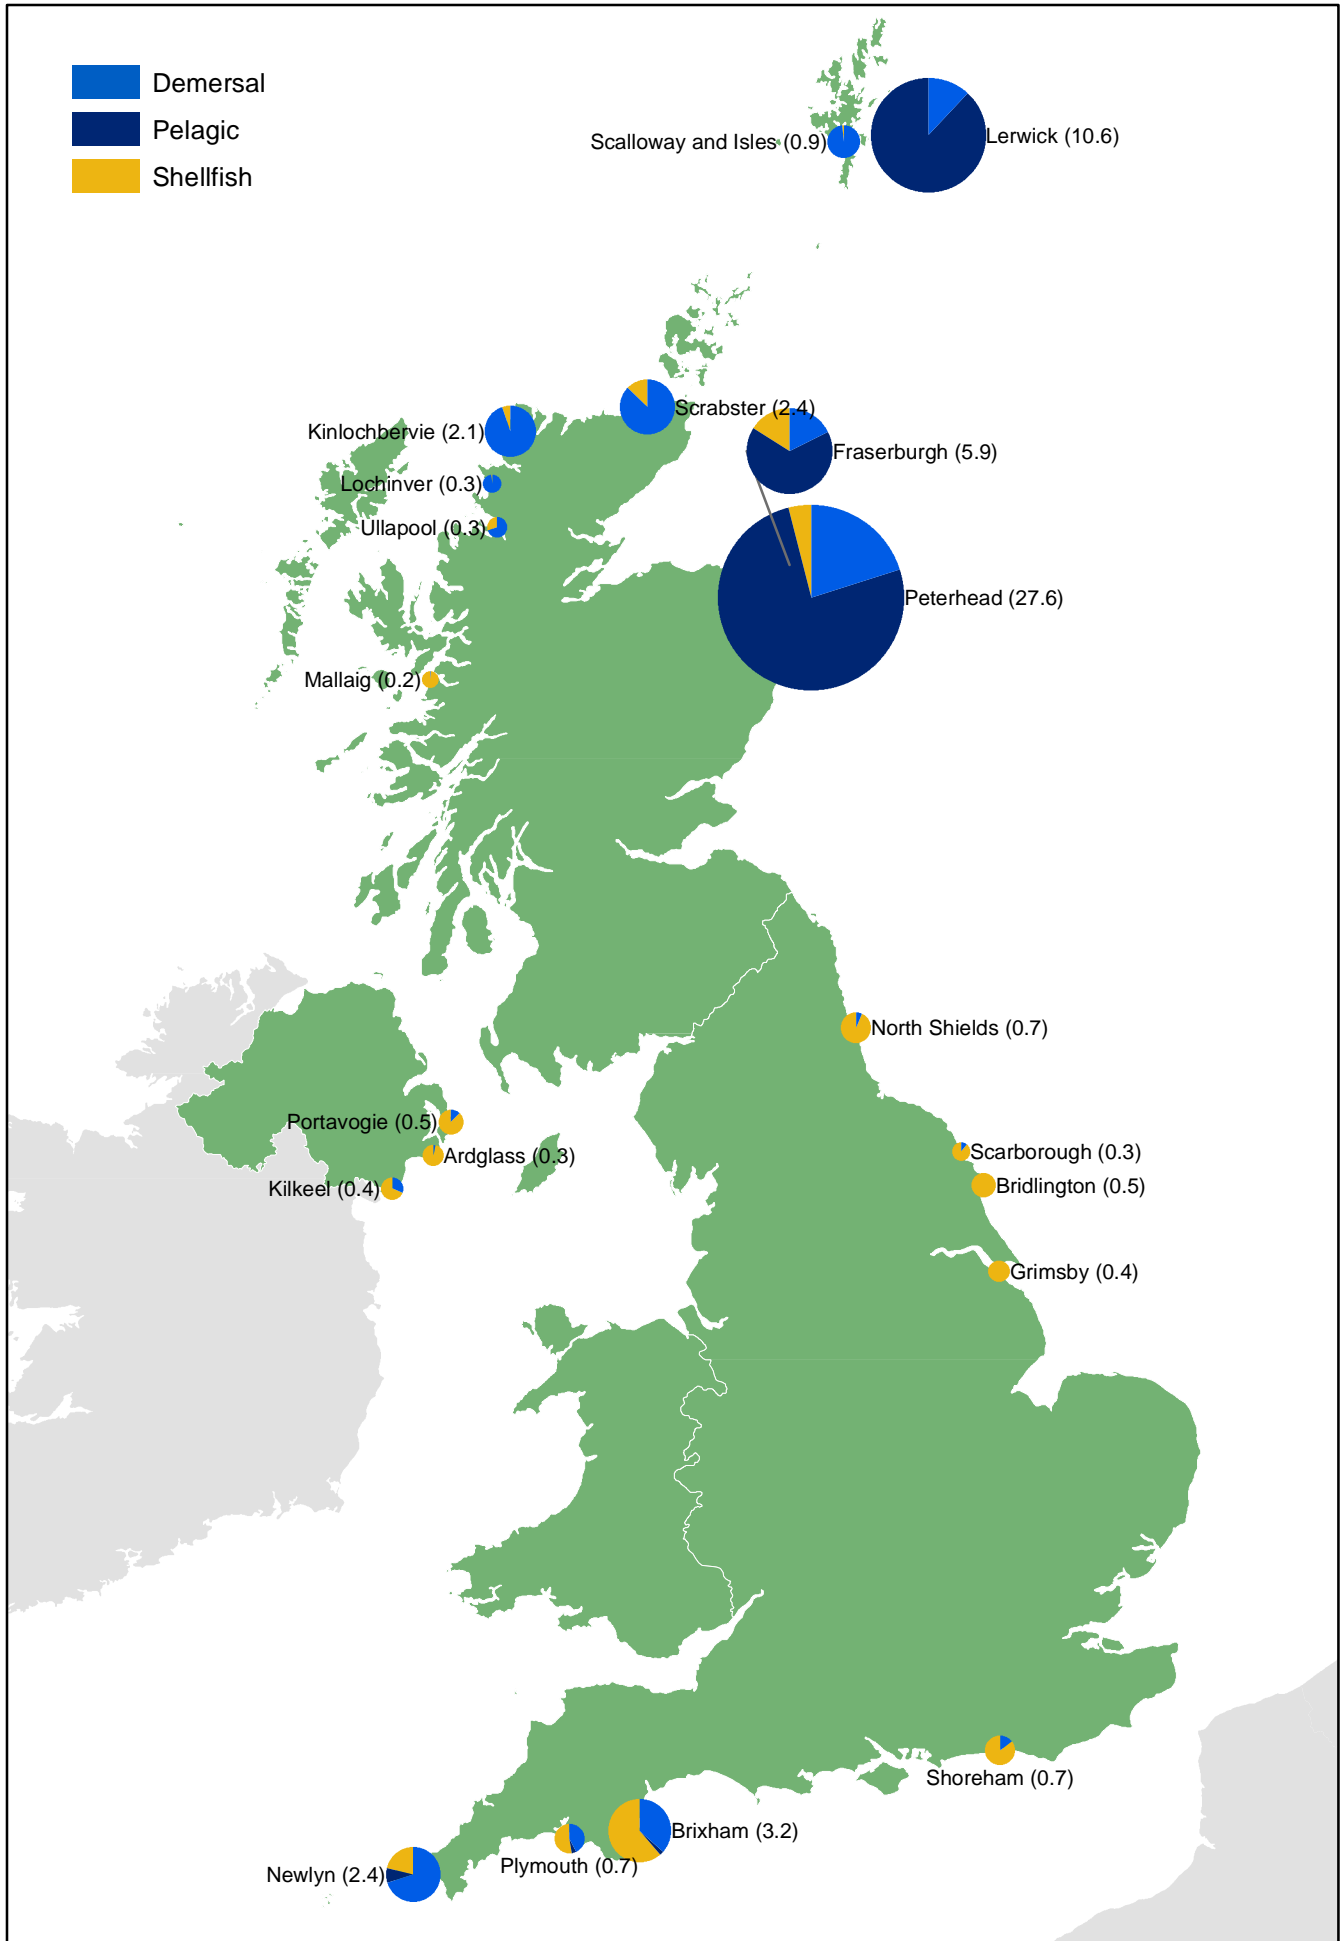 Demersal
Pelagic
Shellfish
Scalloway and Isles (0.9)
Lerwick (10.6)
Scrabster (2.4)
Kinlochbervie (2.1)
Fraserburgh (5.9)
Lochinver (0.3)
Ullapool (0.3)
Peterhead (27.6)
Mallaig (0.2)
North Shields (0.7)
Portavogie (0.5)
Scarborough (0.3)
Ardglass (0.3)
Bridlington (0.5)
Kilkeel (0.4)
Grimsby (0.4)
Shoreham (0.7)
Brixham (3.2)
Plymouth (0.7)
Newlyn (2.4)